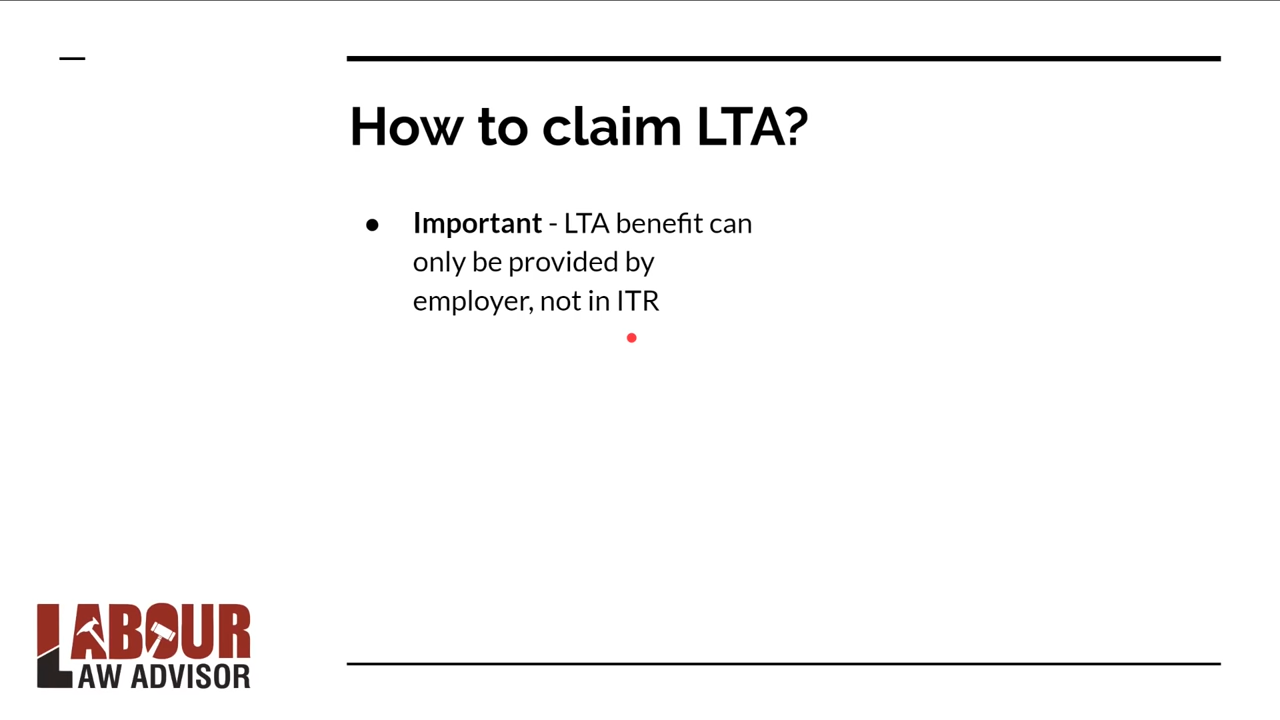 How to claim LTA?
● Important - LTA benefit can
only be provided by
employer, not in ITR
LABOUR
LAW ADVISOR